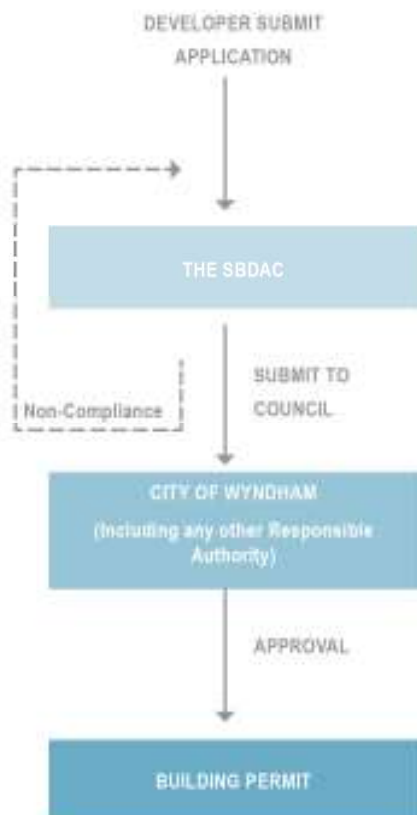 DEVELOPER SUBMIT
APPLICATION
THE SBDAC
SUBMIT TO
COUNCIL
Non-Compliance
CITY OF WYNDHAM
(Including any other Responsible
Authority)
APPROVAL
BUILDING PERMIT